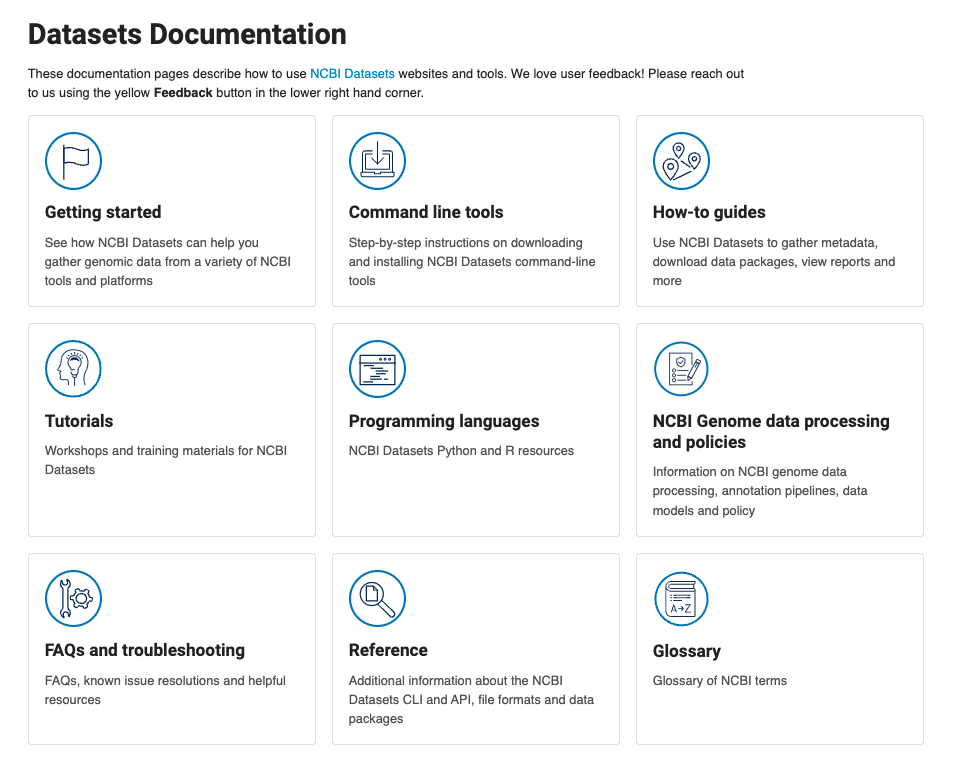 Datasets Documentation
These documentation pages describe how to use NCBI Datasets websites and tools. We love user feedback! Please reach out
to us using the yellow Feedback button in the lower right hand corner.
Getting started
See how NCBI Datasets can help you
gather genomic data from a variety of NCBI
tools and platforms
Command line tools
Step-by-step instructions on downloading
and installing NCBI Datasets command-line
tools
How-to guides
Use NCBI Datasets to gather metadata,
download data packages, view reports and
more
Tutorials
Workshops and training materials for NCBI
Datasets
Programming languages
NCBI Datasets Python and R resources
NCBI Genome data processing
and policies
Information on NCBI genome data
processing, annotation pipelines, data
models and policy
FAQs and troubleshooting
FAQs, known issue resolutions and helpful
resources
Reference
Additional information about the NCBI
Datasets CLI and API, file formats and data
packages
A→Z
Glossary
Glossary of NCBI terms